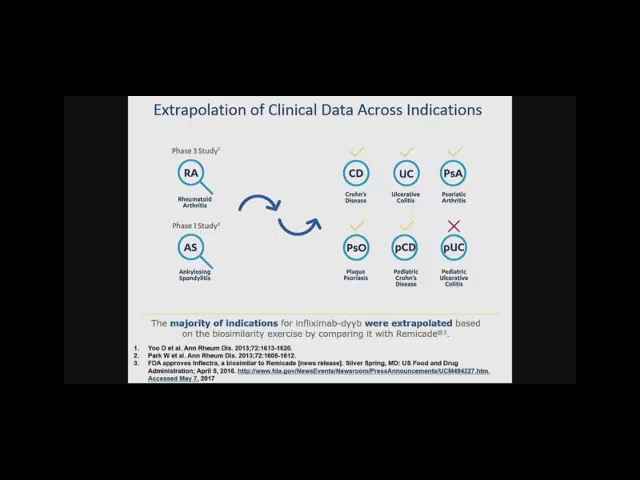 Extrapolation of Clinical Data Across Indications
Phase 3 Study¹
RA
Rheumatoid
Arthritis
Phase 1 Study²
AS
Ankylosing
Spondylitis
CD
Crohn's
Disease
UC
Ulcerative
Colitis
PsA
Psoriatic
Arthritis
PsO
Plaque
Psoriasis
pCD
Pediatric
Crohn's
Disease
pUC
Pediatric
Ulcerative
Colitis
The majority of indications for infliximab-dyyb were extrapolated based
on the biosimilarity exercise by comparing it with Remicade®³.
1. Yoo D et al. Ann Rheum Dis. 2013;72:1613-1620.
2. Park W et al. Ann Rheum Dis. 2013;72:1605-1612.
3. FDA approves Inflectra, a biosimilar to Remicade [news release]. Silver Spring, MD: US Food and Drug
Administration; April 5, 2016. http://www.fda.gov/NewsEvents/Newsroom/PressAnnouncements/UCM494227.htm.
Accessed May 7, 2017